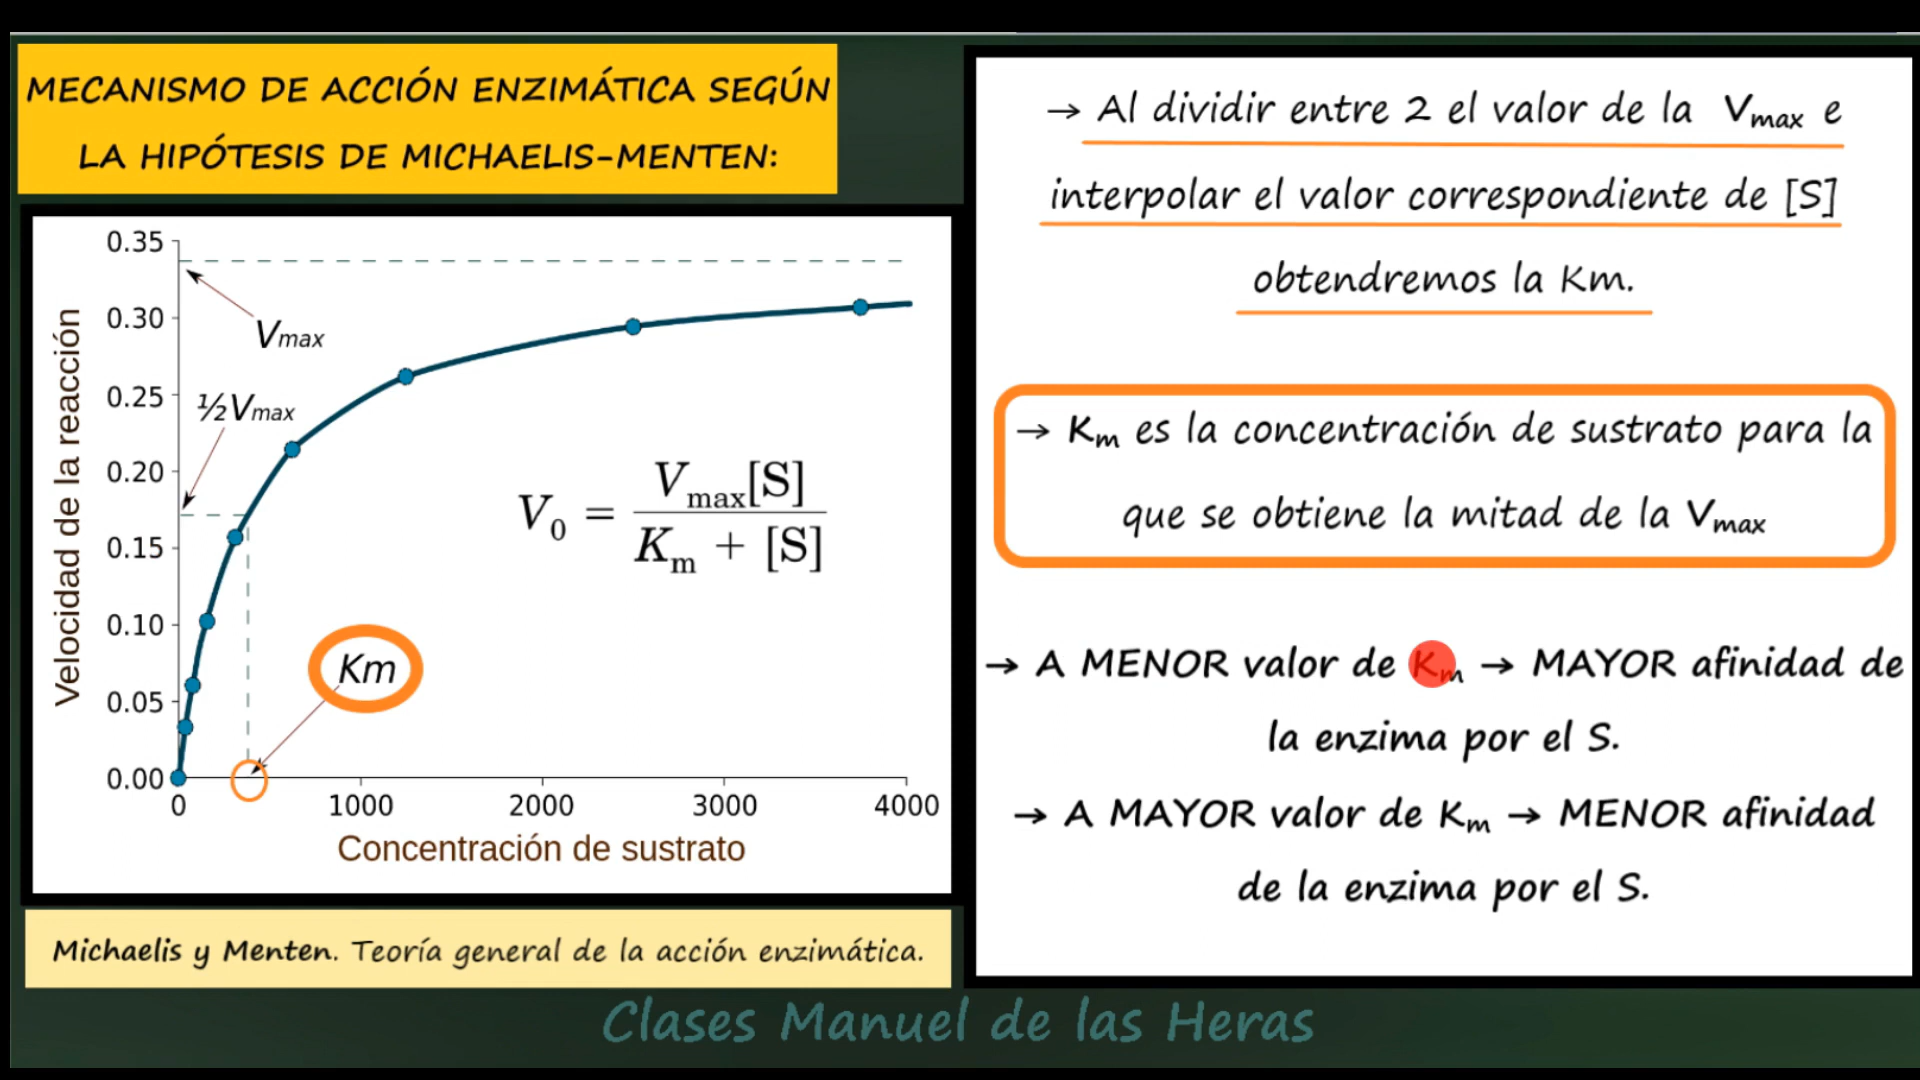 MECANISMO DE ACCIÓN ENZIMÁTICA SEGÚN
LA HIPÓTESIS DE MICHAELIS-MENTEN:
0.35
0.30
0.25
0.20
0.15
0.10
0.05
0.00
0
1000
2000
3000
4000
Velocidad de la reacción
Concentración de sustrato
Vmax
½Vmax
Km
V₀ = Vmax[S] / Km + [S]
Michaelis y Menten. Teoría general de la acción enzimática.
→ Al dividir entre 2 el valor de la Vmax e
interpolar el valor correspondiente de [S]
obtendremos la Km.
→ Km es la concentración de sustrato para la
que se obtiene la mitad de la Vmax
→ A MENOR valor de Km → MAYOR afinidad de
la enzima por el S.
→ A MAYOR valor de Km → MENOR afinidad
de la enzima por el S.
Clases Manuel de las Heras